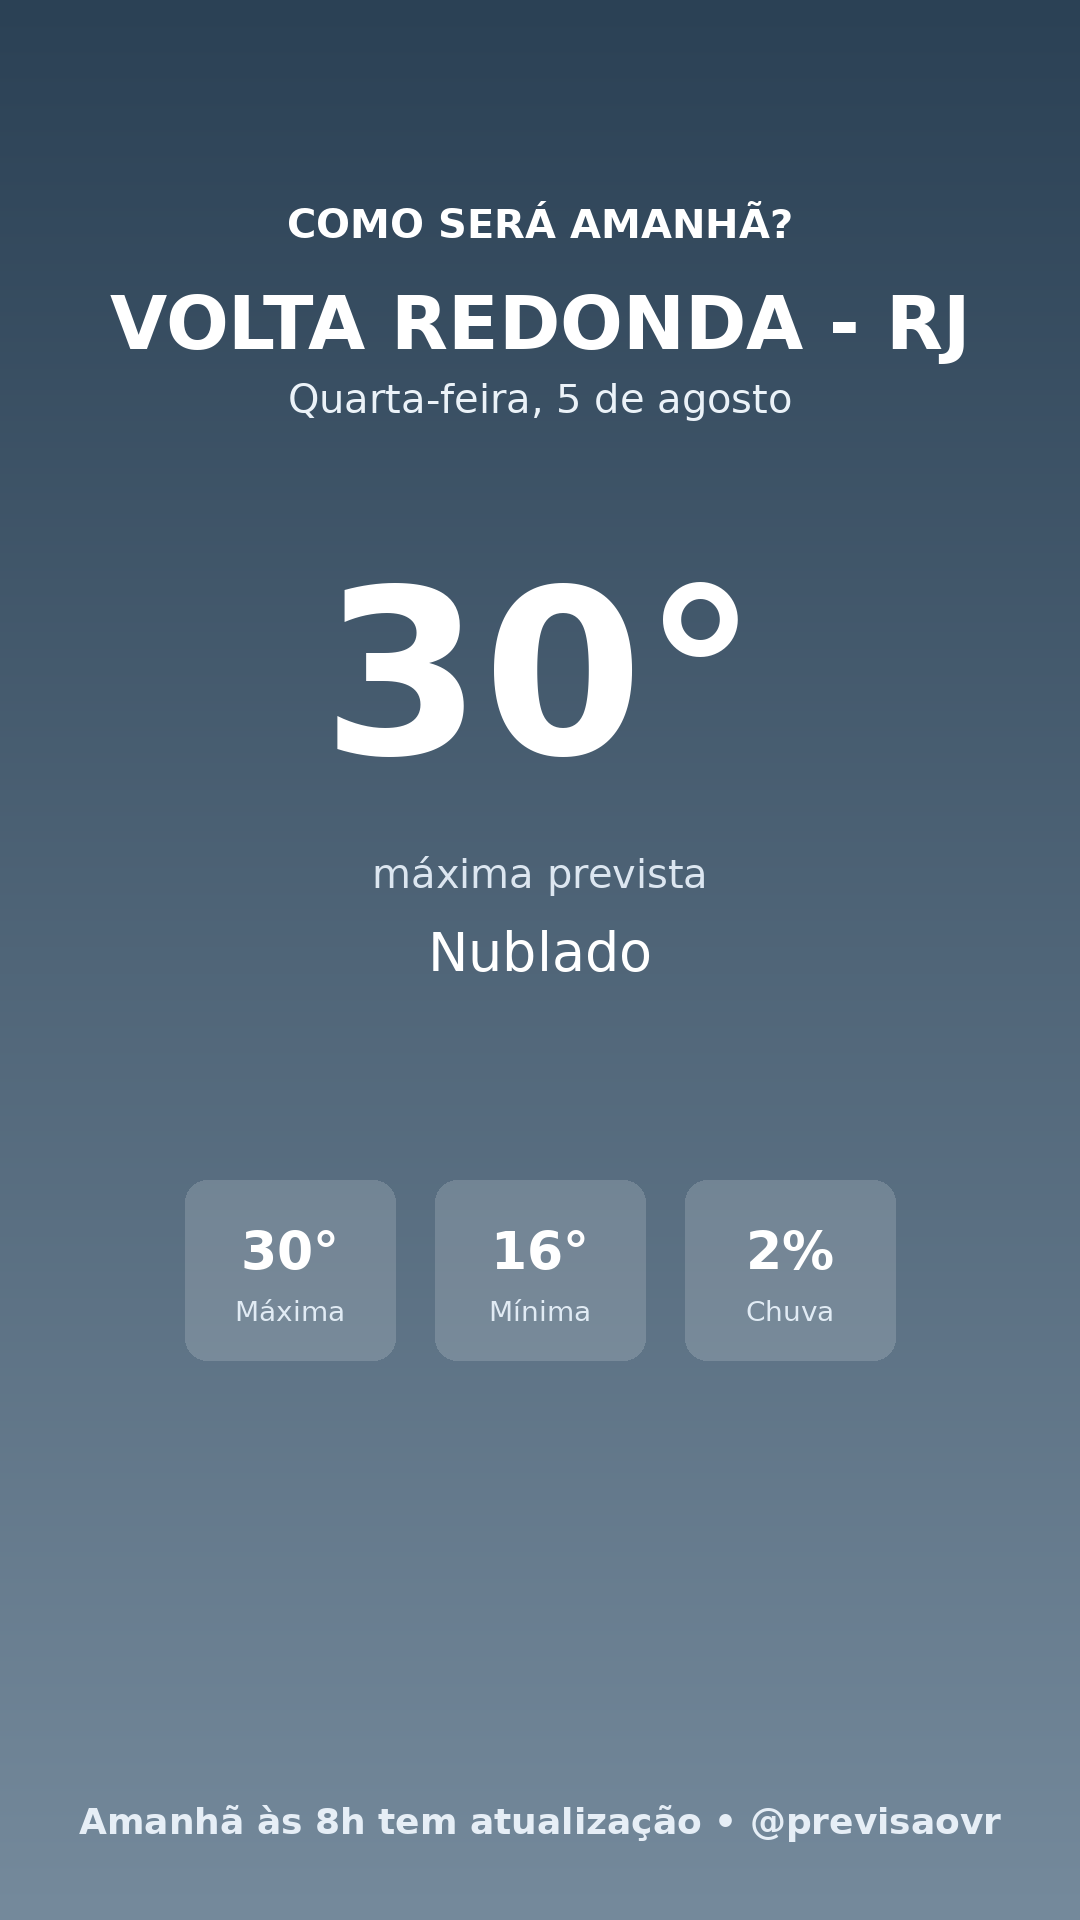 COMO SERÁ AMANHÃ?
VOLTA REDONDA - RJ
Quarta-feira, 5 de agosto
30°
máxima prevista
Nublado
30°
Máxima
16°
Mínima
2%
Chuva
Amanhã às 8h tem atualização • @previsaovr